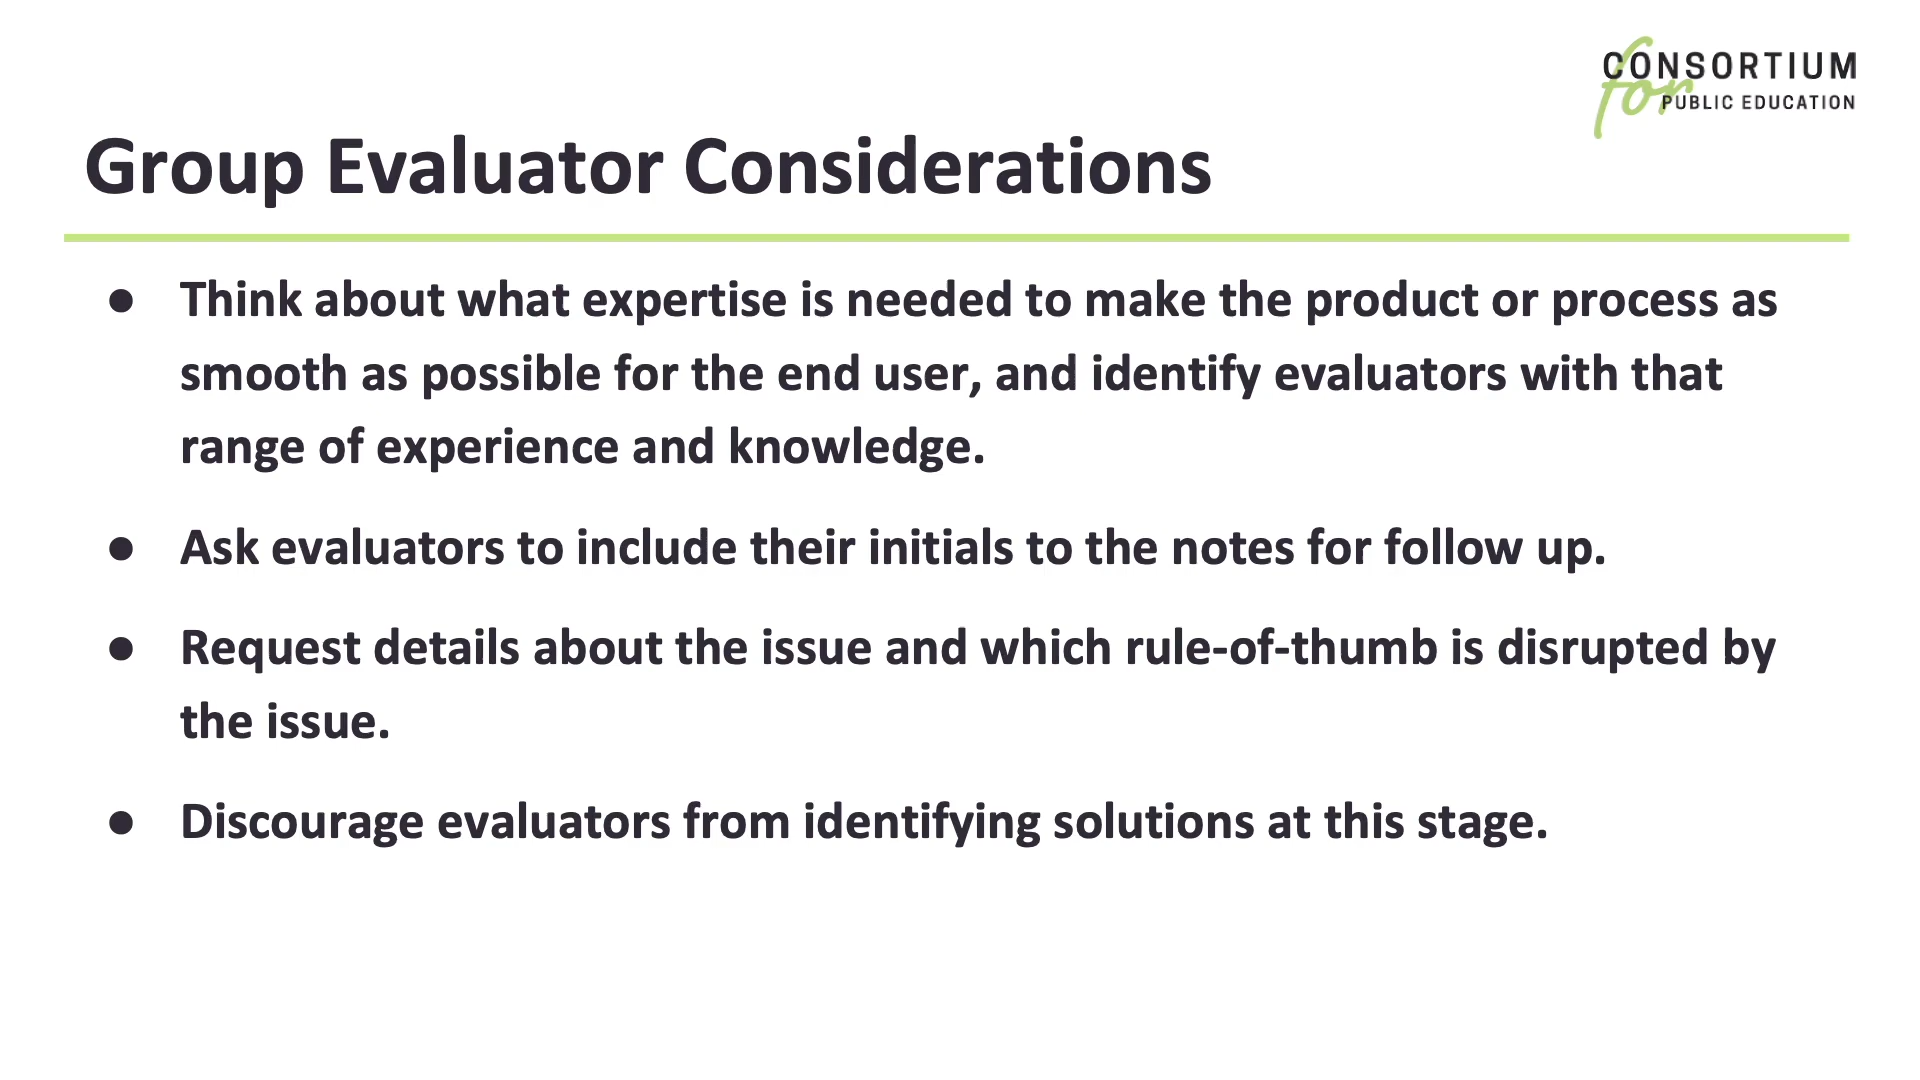 CONSORTIUM
for PUBLIC EDUCATION
Group Evaluator Considerations
● Think about what expertise is needed to make the product or process as
smooth as possible for the end user, and identify evaluators with that
range of experience and knowledge.
● Ask evaluators to include their initials to the notes for follow up.
● Request details about the issue and which rule-of-thumb is disrupted by
the issue.
● Discourage evaluators from identifying solutions at this stage.